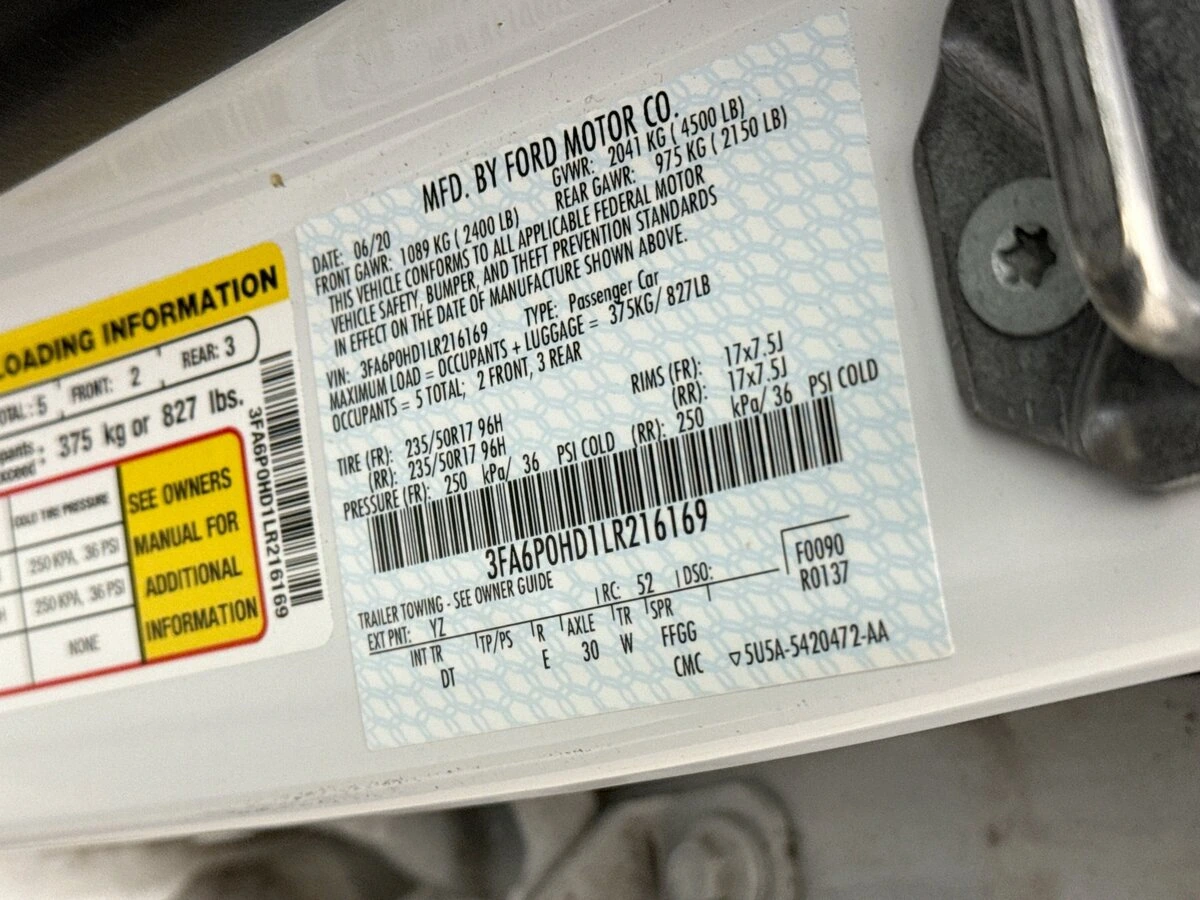 LOADING INFORMATION
TOTAL: 5 FRONT: 2 REAR: 3
375 kg or 827 lbs.
COLD TIRE PRESSURE
250 KPA, 36 PSI
250 KPA, 36 PSI
NONE
SEE OWNERS
MANUAL FOR
ADDITIONAL
INFORMATION
3FA6P0HD1LR216169
MFD. BY FORD MOTOR CO.
DATE: 06/20 GVWR: 2041 KG ( 4500 LB)
FRONT GAWR: 1089 KG ( 2400 LB) REAR GAWR: 975 KG ( 2150 LB)
THIS VEHICLE CONFORMS TO ALL APPLICABLE FEDERAL MOTOR
VEHICLE SAFETY, BUMPER, AND THEFT PREVENTION STANDARDS
IN EFFECT ON THE DATE OF MANUFACTURE SHOWN ABOVE.
VIN: 3FA6P0HD1LR216169 TYPE: Passenger Car
MAXIMUM LOAD = OCCUPANTS + LUGGAGE = 375KG/ 827LB
OCCUPANTS = 5 TOTAL; 2 FRONT, 3 REAR
TIRE (FR): 235/50R17 96H RIMS (FR): 17x7.5J
(RR): 235/50R17 96H (RR): 17x7.5J
PRESSURE (FR): 250 kPa/ 36 PSI COLD (RR): 250 kPa/ 36 PSI COLD
3FA6P0HD1LR216169
TRAILER TOWING - SEE OWNER GUIDE
EXT PNT: YZ RC: 52 DSO: F0090
INT TR TP/PS R AXLE TR SPR R0137
DT E 30 W FFGG
CMC ▽5U5A-5420472-AA